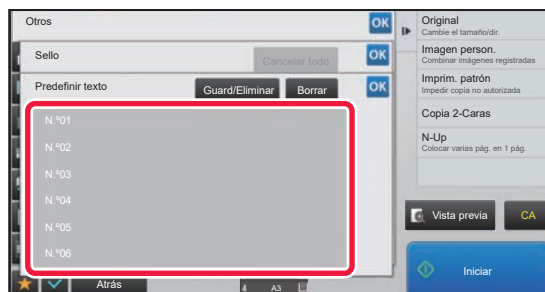 Otros
OK
Sello
Cancelar todo
OK
Predefinir texto
Guard/Eliminar
Borrar
OK
N.º01
N.º02
N.º03
N.º04
N.º05
N.º06
Atrás
4
A3
Original
Cambie el tamaño/dir.
Imagen person.
Combinar imágenes registradas
Imprim. patrón
Impedir copia no autorizada
Copia 2-Caras
N-Up
Colocar varias pág. en 1 pág.
Vista previa
CA
Iniciar